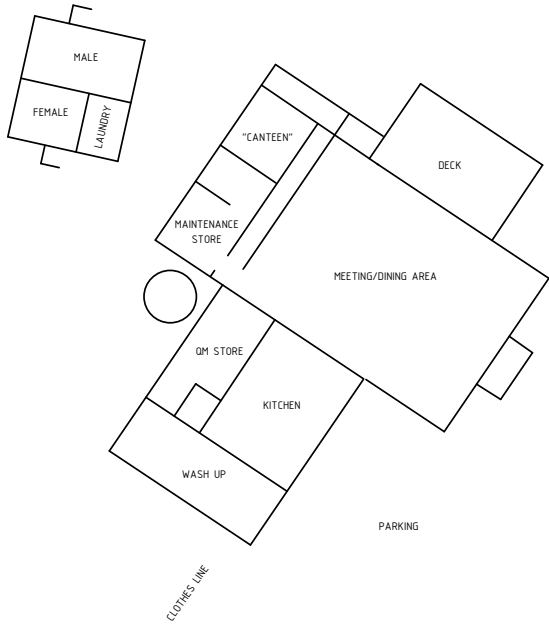 MALE
FEMALE
LAUNDRY
"CANTEEN"
DECK
MAINTENANCE
STORE
MEETING/DINING AREA
QM STORE
KITCHEN
WASH UP
PARKING
CLOTHES LINE